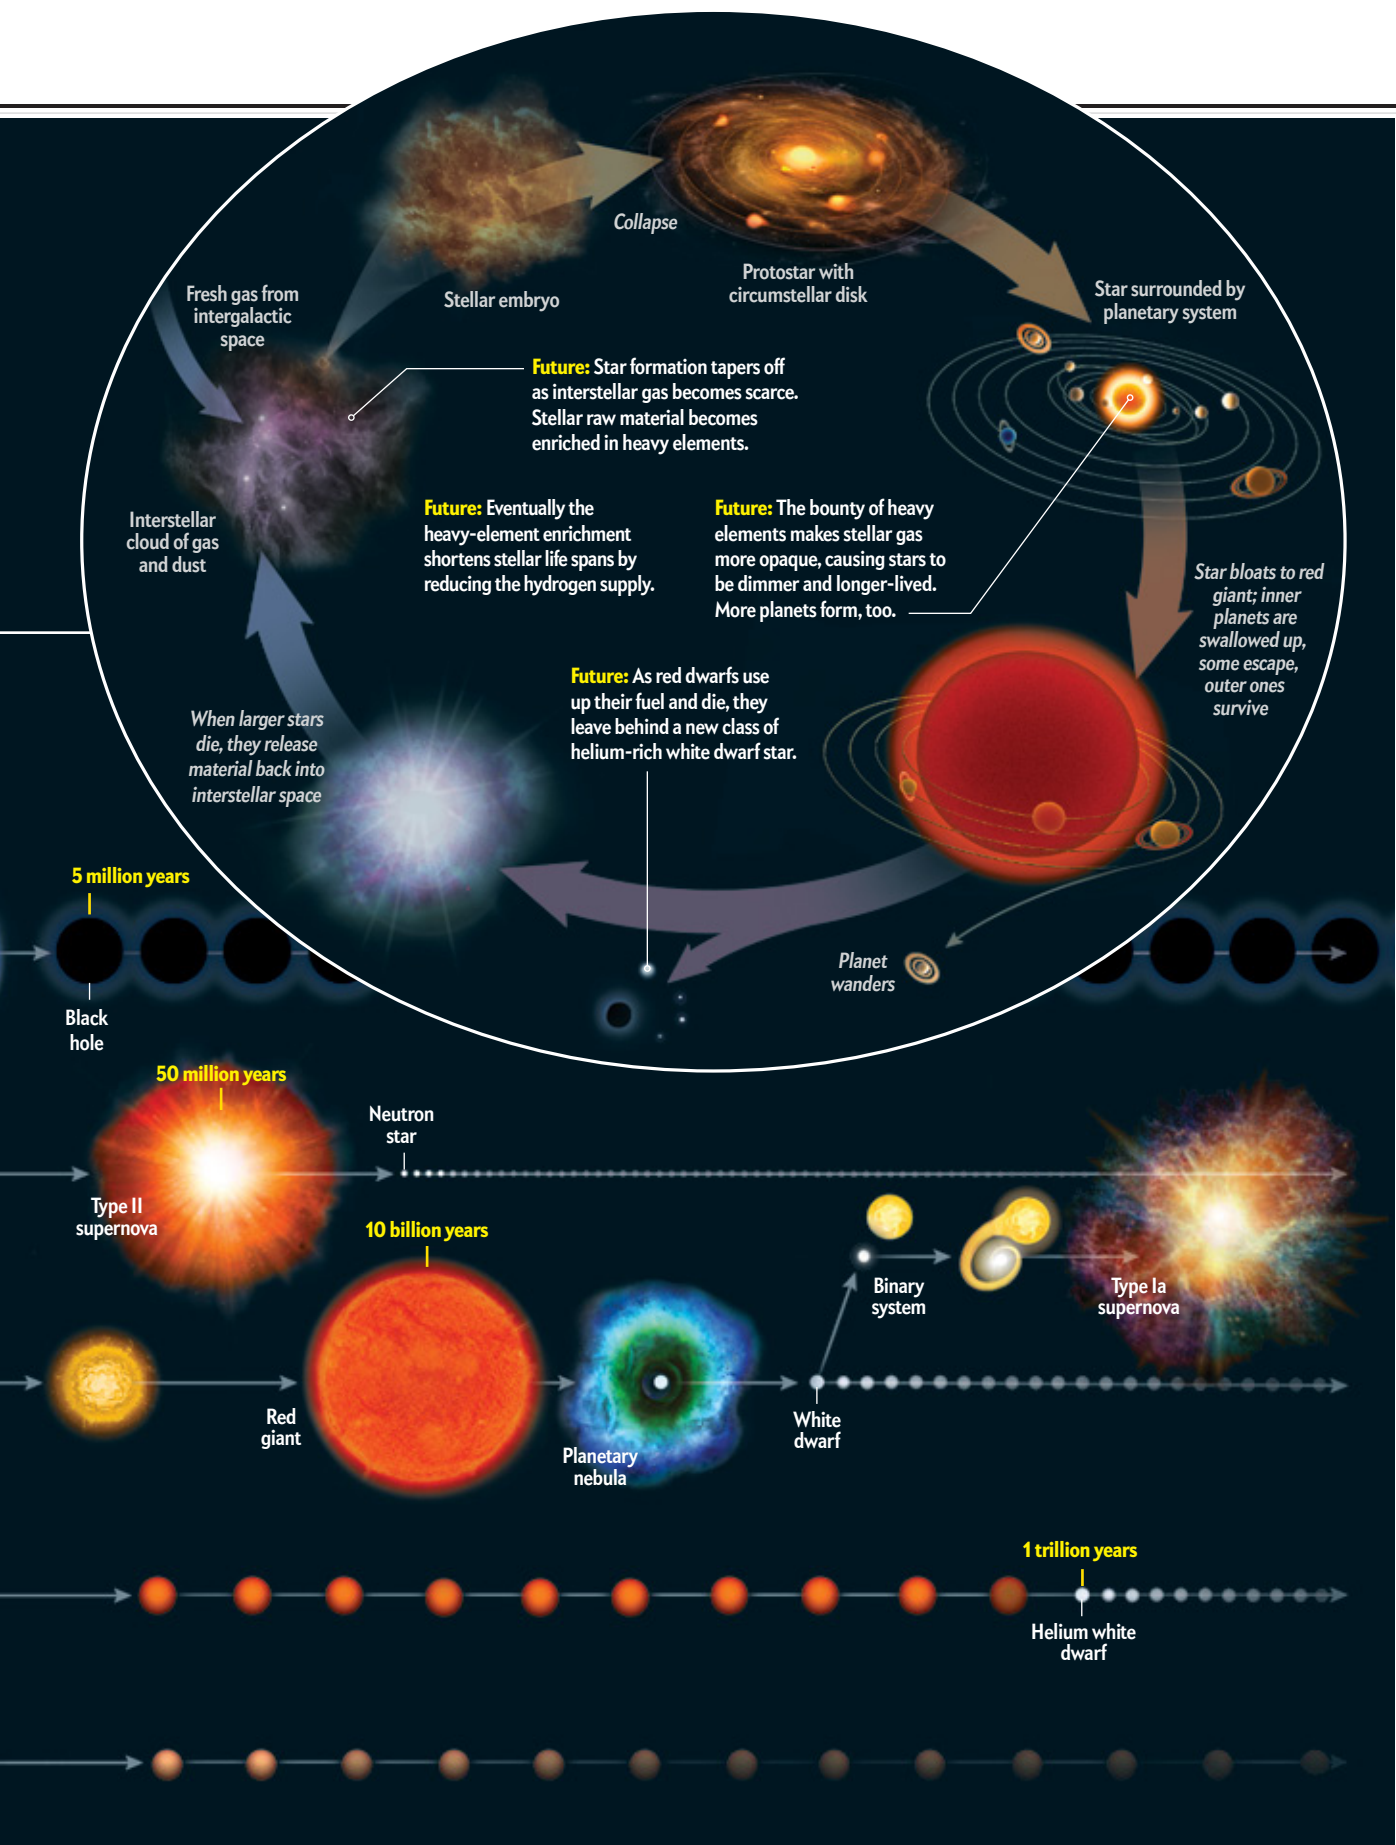 Collapse
Protostar with
circumstellar disk
Stellar embryo
Fresh gas from
intergalactic
space
Star surrounded by
planetary system
Future: Star formation tapers off
as interstellar gas becomes scarce.
Stellar raw material becomes
enriched in heavy elements.
Interstellar
cloud of gas
and dust
Future: Eventually the
heavy-element enrichment
shortens stellar life spans by
reducing the hydrogen supply.
Future: The bounty of heavy
elements makes stellar gas
more opaque, causing stars to
be dimmer and longer-lived.
More planets form, too.
Star bloats to red
giant; inner
planets are
swallowed up,
some escape,
outer ones
survive
Future: As red dwarfs use
up their fuel and die, they
leave behind a new class of
helium-rich white dwarf star.
When larger stars
die, they release
material back into
interstellar space
Planet
wanders
5 million years
Black
hole
50 million years
Type II
supernova
Neutron
star
10 billion years
Binary
system
Type Ia
supernova
Red
giant
Planetary
nebula
White
dwarf
1 trillion years
Helium white
dwarf